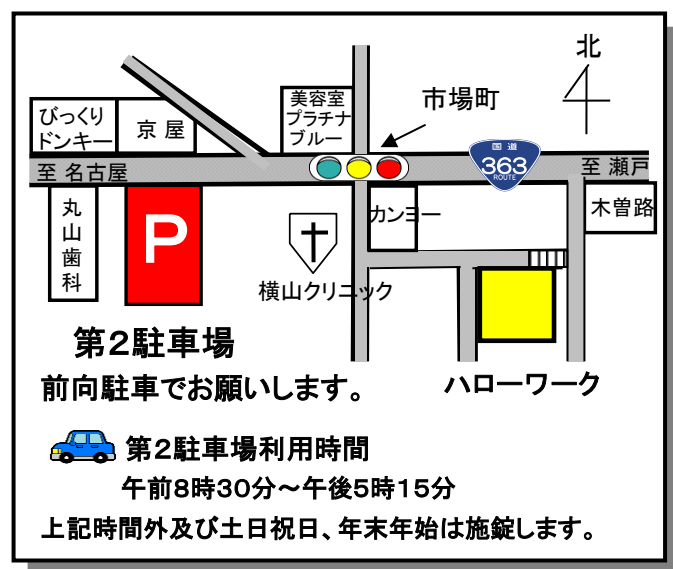 北
市場町
美容室
プラチナ
ブルー
びっくり
ドンキー
京屋
国道
363
ROUTE
至 名古屋
至 瀬戸
丸山歯科
P
カンヨー
木曽路
横山クリニック
第2駐車場
前向駐車でお願いします。
ハローワーク
第2駐車場利用時間
午前8時30分～午後5時15分
上記時間外及び土日祝日、年末年始は施錠します。